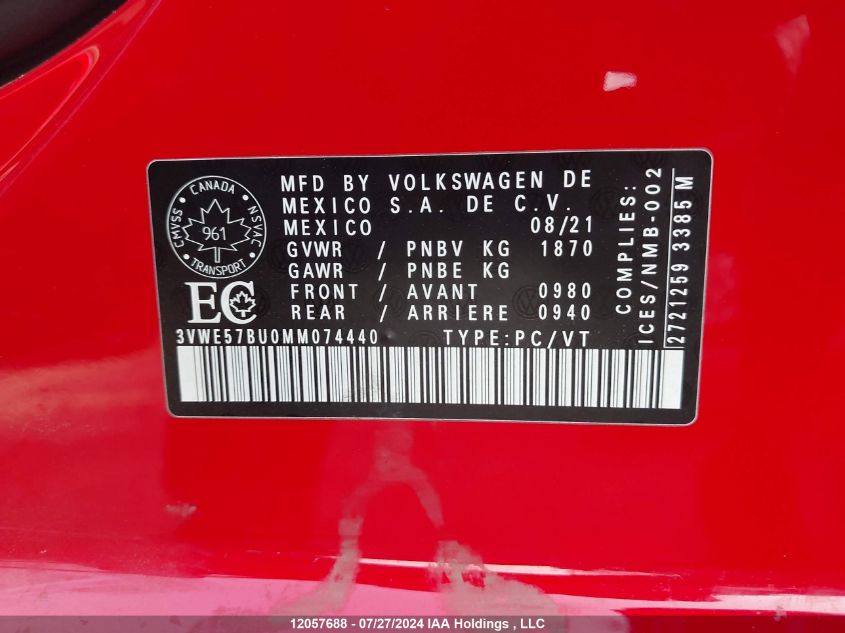 CANADA
CMVSS
NSVAC
961
TRANSPORT
MFD BY VOLKSWAGEN DE
MEXICO S.A. DE C.V.
MEXICO 08/21
GVWR / PNBV KG 1870
GAWR / PNBE KG
FRONT / AVANT 0980
REAR / ARRIERE 0940
EC
3VWE57BU0MM074440 TYPE:PC/VT
COMPLIES:
ICES/NMB-002
2721259 3385M
12057688 - 07/27/2024 IAA Holdings , LLC